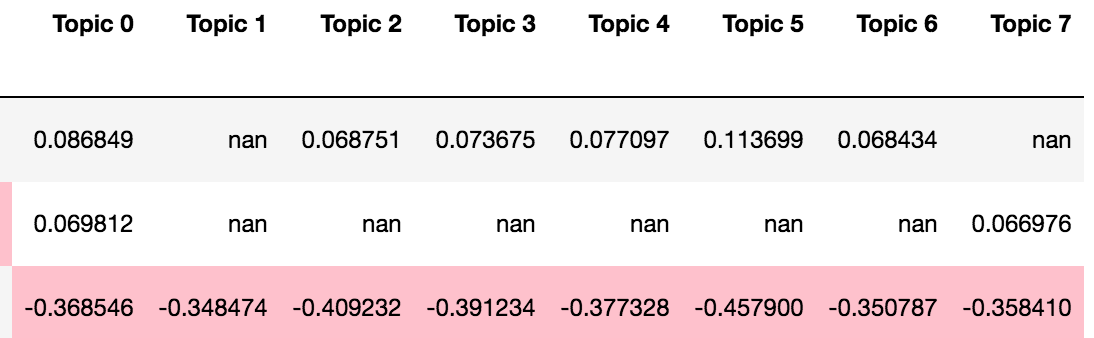 Topic 0 Topic 1 Topic 2 Topic 3 Topic 4 Topic 5 Topic 6 Topic 7
0.086849 nan 0.068751 0.073675 0.077097 0.113699 0.068434 nan
0.069812 nan nan nan nan nan nan 0.066976
-0.368546 -0.348474 -0.409232 -0.391234 -0.377328 -0.457900 -0.350787 -0.358410